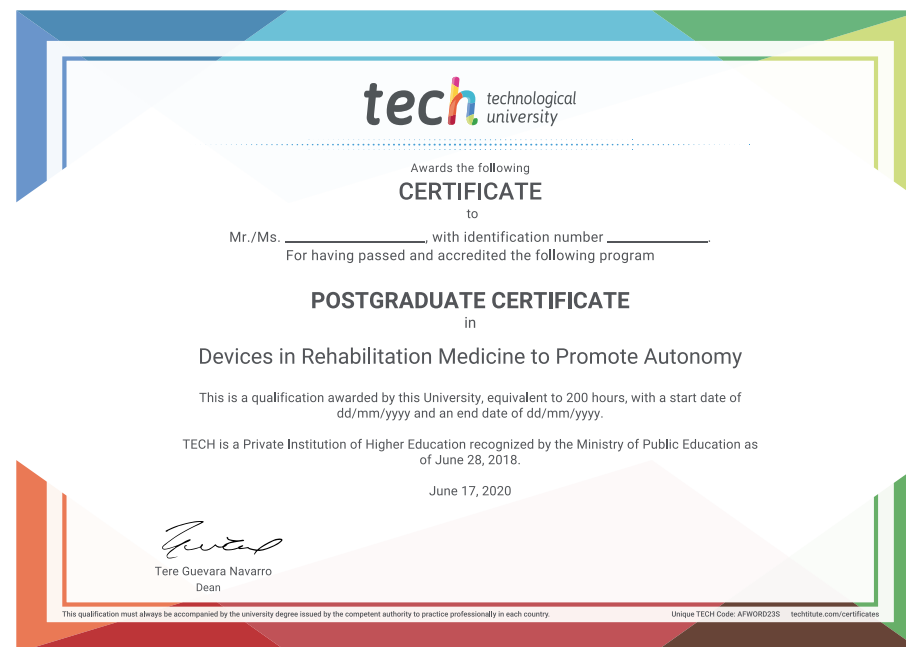 tech technological
university
Awards the following
CERTIFICATE
to
Mr./Ms. ____________________, with identification number ______________.
For having passed and accredited the following program
POSTGRADUATE CERTIFICATE
in
Devices in Rehabilitation Medicine to Promote Autonomy
This is a qualification awarded by this University, equivalent to 200 hours, with a start date of
dd/mm/yyyy and an end date of dd/mm/yyyy.
TECH is a Private Institution of Higher Education recognized by the Ministry of Public Education as
of June 28, 2018.
June 17, 2020
Tere Guevara Navarro
Dean
This qualification must always be accompanied by the university degree issued by the competent authority to practice professionally in each country. Unique TECH Code: AFWORD23S techtitute.com/certificates